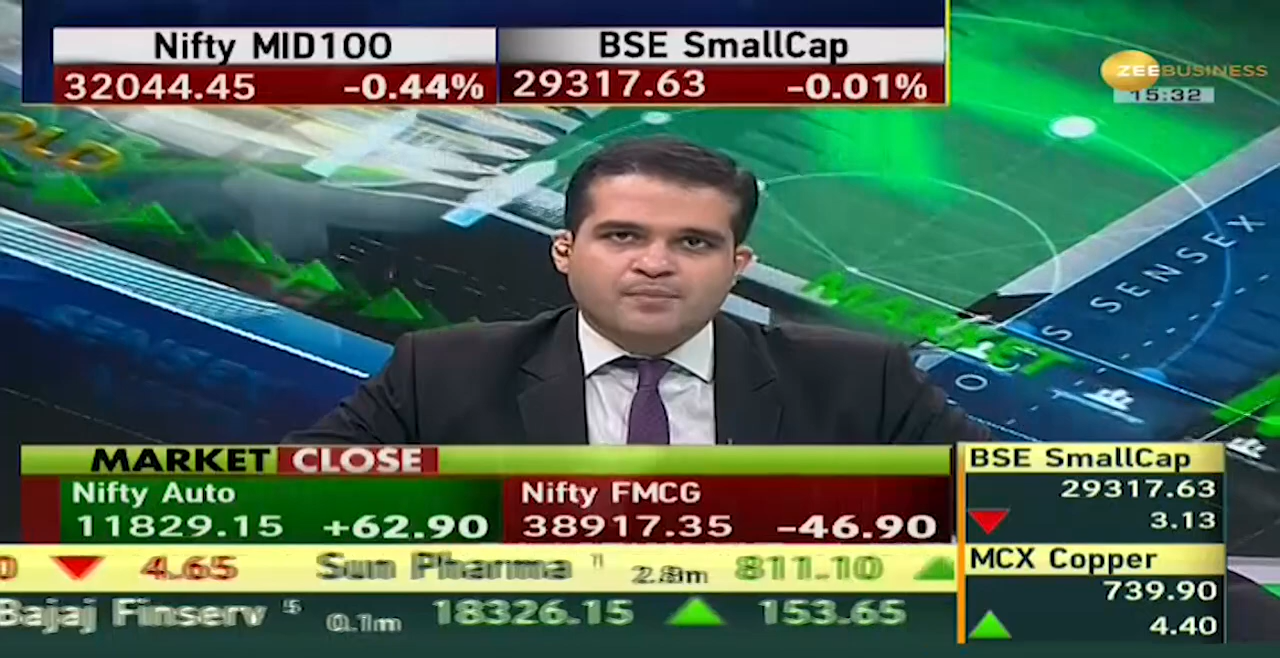 Nifty MID100
32044.45 -0.44%
BSE SmallCap
29317.63 -0.01%
ZEEBUSINESS
15:32
OLD
SENSEX
MARKET
SENSEX
MARKET CLOSE
Nifty Auto
11829.15 +62.90
Nifty FMCG
38917.35 -46.90
BSE SmallCap
29317.63
3.13
MCX Copper
739.90
4.40
0 4.65 Sun Pharma 811.10
Bajaj Finserv 0.1m 18326.15 153.65